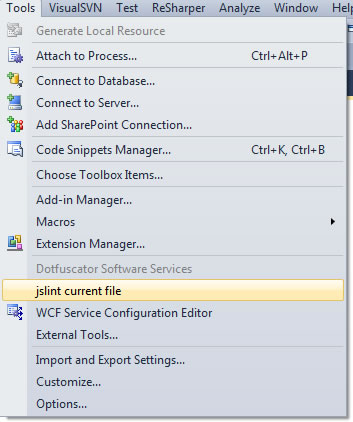 Tools VisualSVN Test ReSharper Analyze Window Help
Generate Local Resource
Attach to Process... Ctrl+Alt+P
Connect to Database...
Connect to Server...
Add SharePoint Connection...
Code Snippets Manager... Ctrl+K, Ctrl+B
Choose Toolbox Items...
Add-in Manager...
Macros
Extension Manager...
Dotfuscator Software Services
jslint current file
WCF Service Configuration Editor
External Tools...
Import and Export Settings...
Customize...
Options...